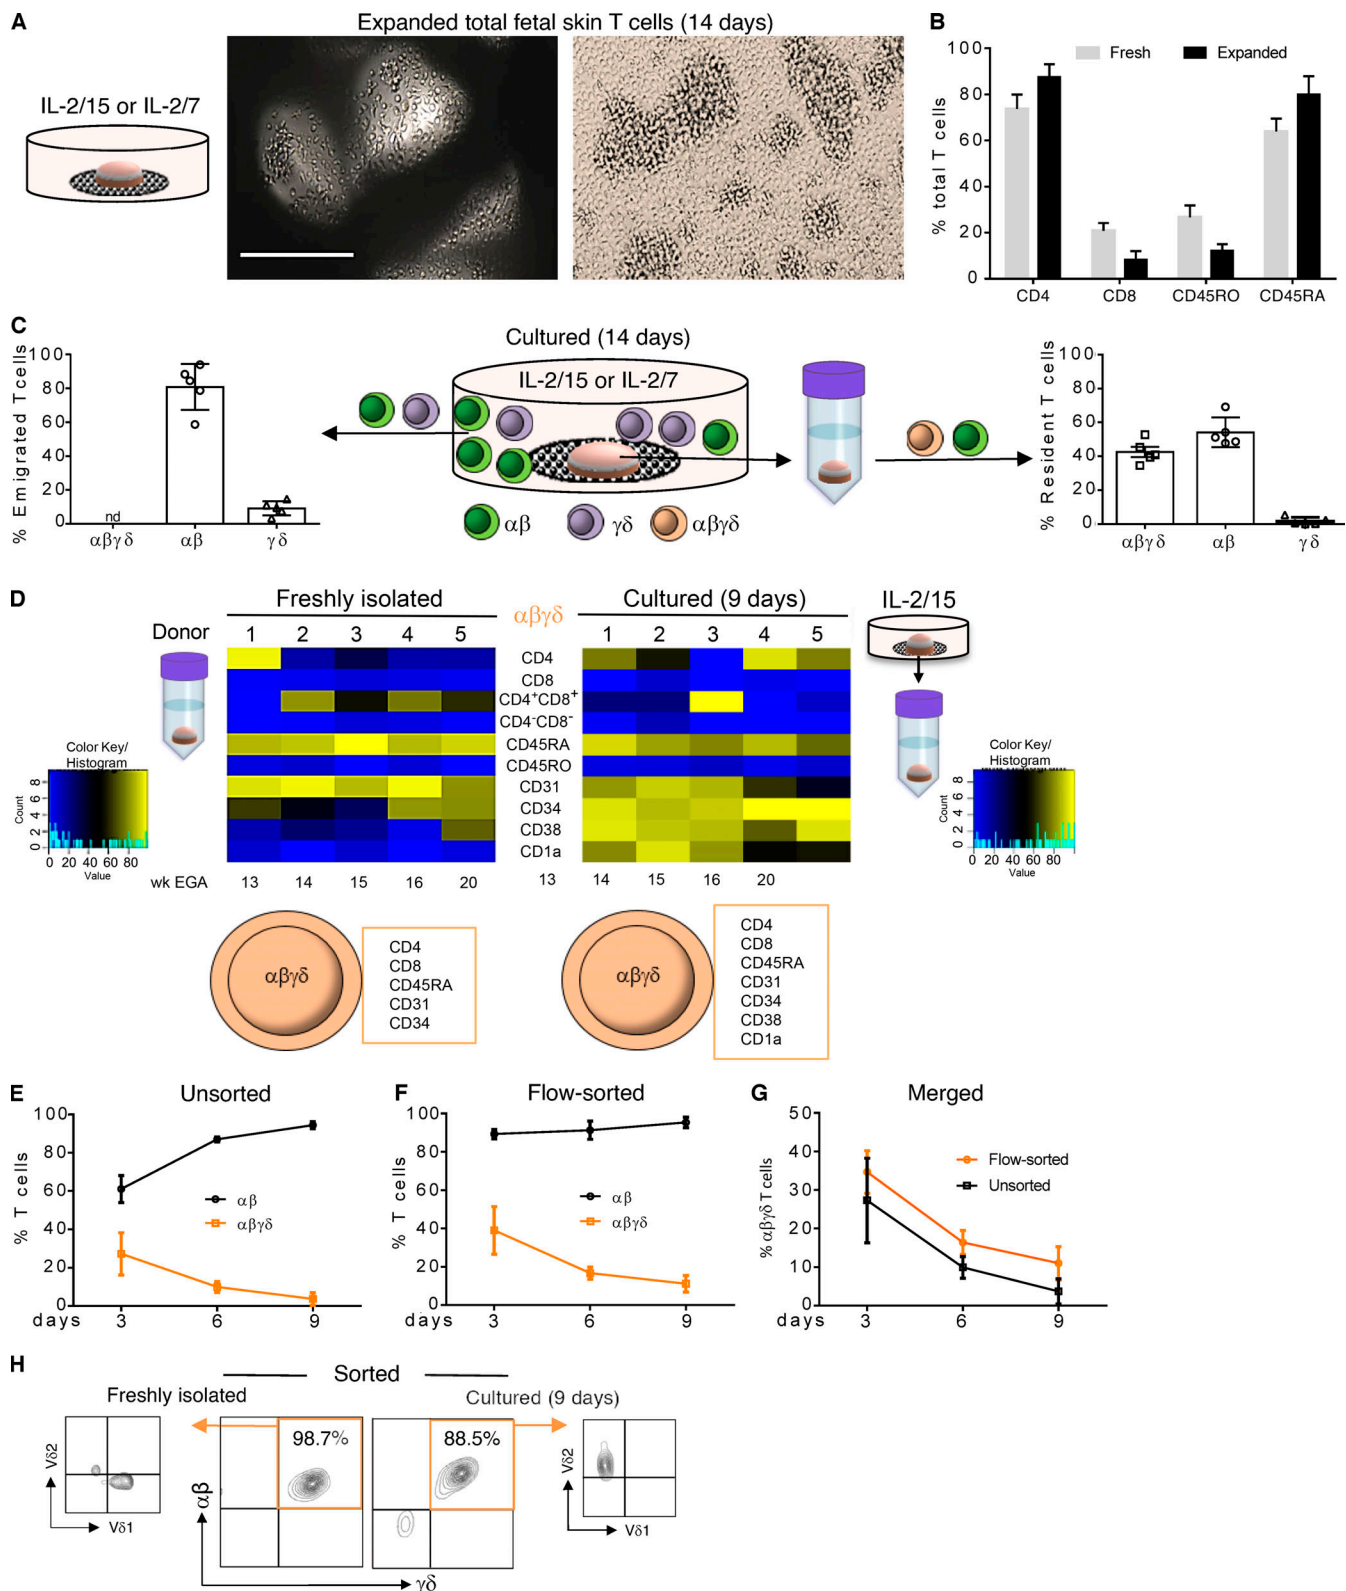 A
Expanded total fetal skin T cells (14 days)
IL-2/15 or IL-2/7
B
100
80
60
40
20
0
% total T cells
Fresh
Expanded
CD4
CD8
CD45RO
CD45RA
C
100
80
60
40
20
0
% Emigrated T cells
nd
αβγδ
αβ
γδ
Cultured (14 days)
IL-2/15 or IL-2/7
αβ
γδ
αβγδ
100
80
60
40
20
0
% Resident T cells
αβγδ
αβ
γδ
D
Freshly isolated
αβγδ
Cultured (9 days)
IL-2/15
Donor
1 2 3 4 5
1 2 3 4 5
CD4
CD8
CD4⁺CD8⁺
CD4⁻CD8⁻
CD45RA
CD45RO
CD31
CD34
CD38
CD1a
Color Key/
Histogram
Count
0 2 4 6 8
0 20 40 60 80
Value
Color Key/
Histogram
Count
0 2 4 6 8
0 20 40 60 80
Value
wk EGA
13 14 15 16 20
13 14 15 16 20
αβγδ
CD4
CD8
CD45RA
CD31
CD34
αβγδ
CD4
CD8
CD45RA
CD31
CD34
CD38
CD1a
E
Unsorted
100
80
60
40
20
0
% T cells
αβ
αβγδ
days 3 6 9
F
Flow-sorted
100
80
60
40
20
0
% T cells
αβ
αβγδ
days 3 6 9
G
Merged
50
40
30
20
10
0
% αβγδ T cells
Flow-sorted
Unsorted
days 3 6 9
H
Sorted
Freshly isolated
Cultured (9 days)
Vδ2
Vδ1
98.7%
88.5%
αβ
γδ
Vδ2
Vδ1